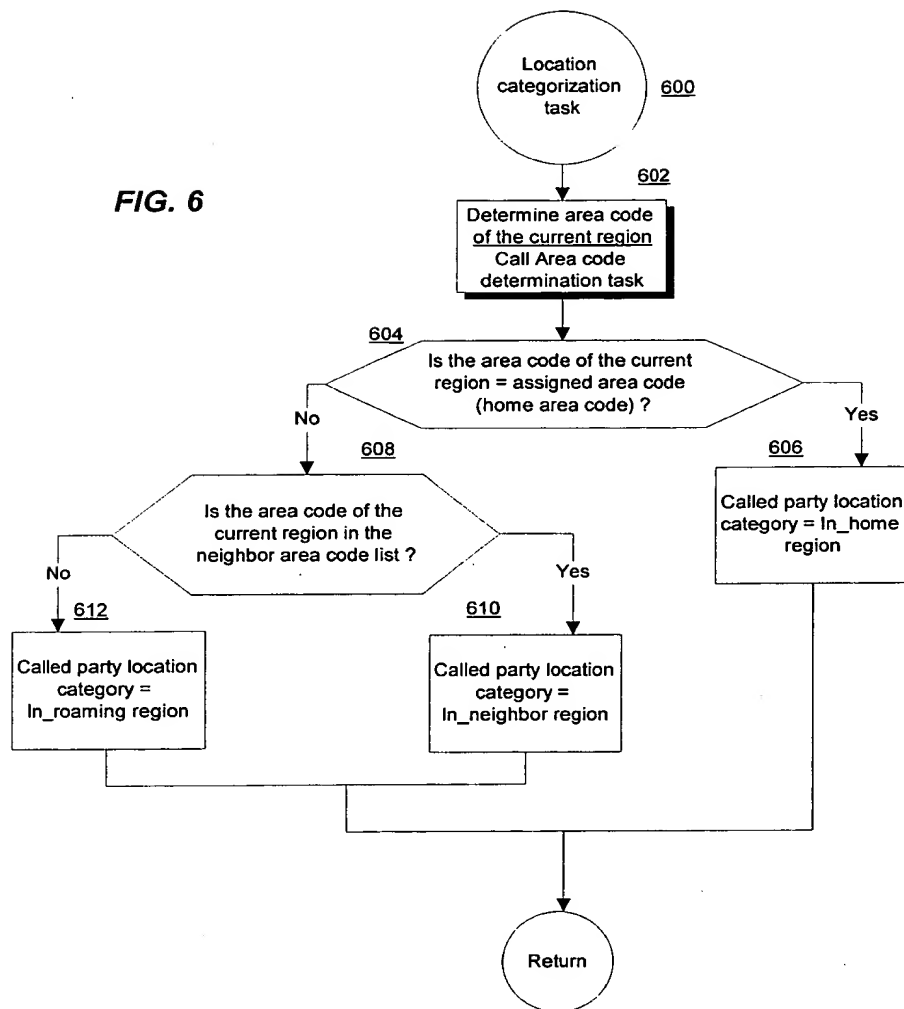 Location
categorization
task
600
FIG. 6
602
Determine area code
of the current region
Call Area code
determination task
604
Is the area code of the current
region = assigned area code
(home area code) ?
No
Yes
608
606
Is the area code of the
current region in the
neighbor area code list ?
Called party location
category = In_home
region
No
Yes
612
610
Called party location
category =
In_roaming region
Called party location
category =
In_neighbor region
Return